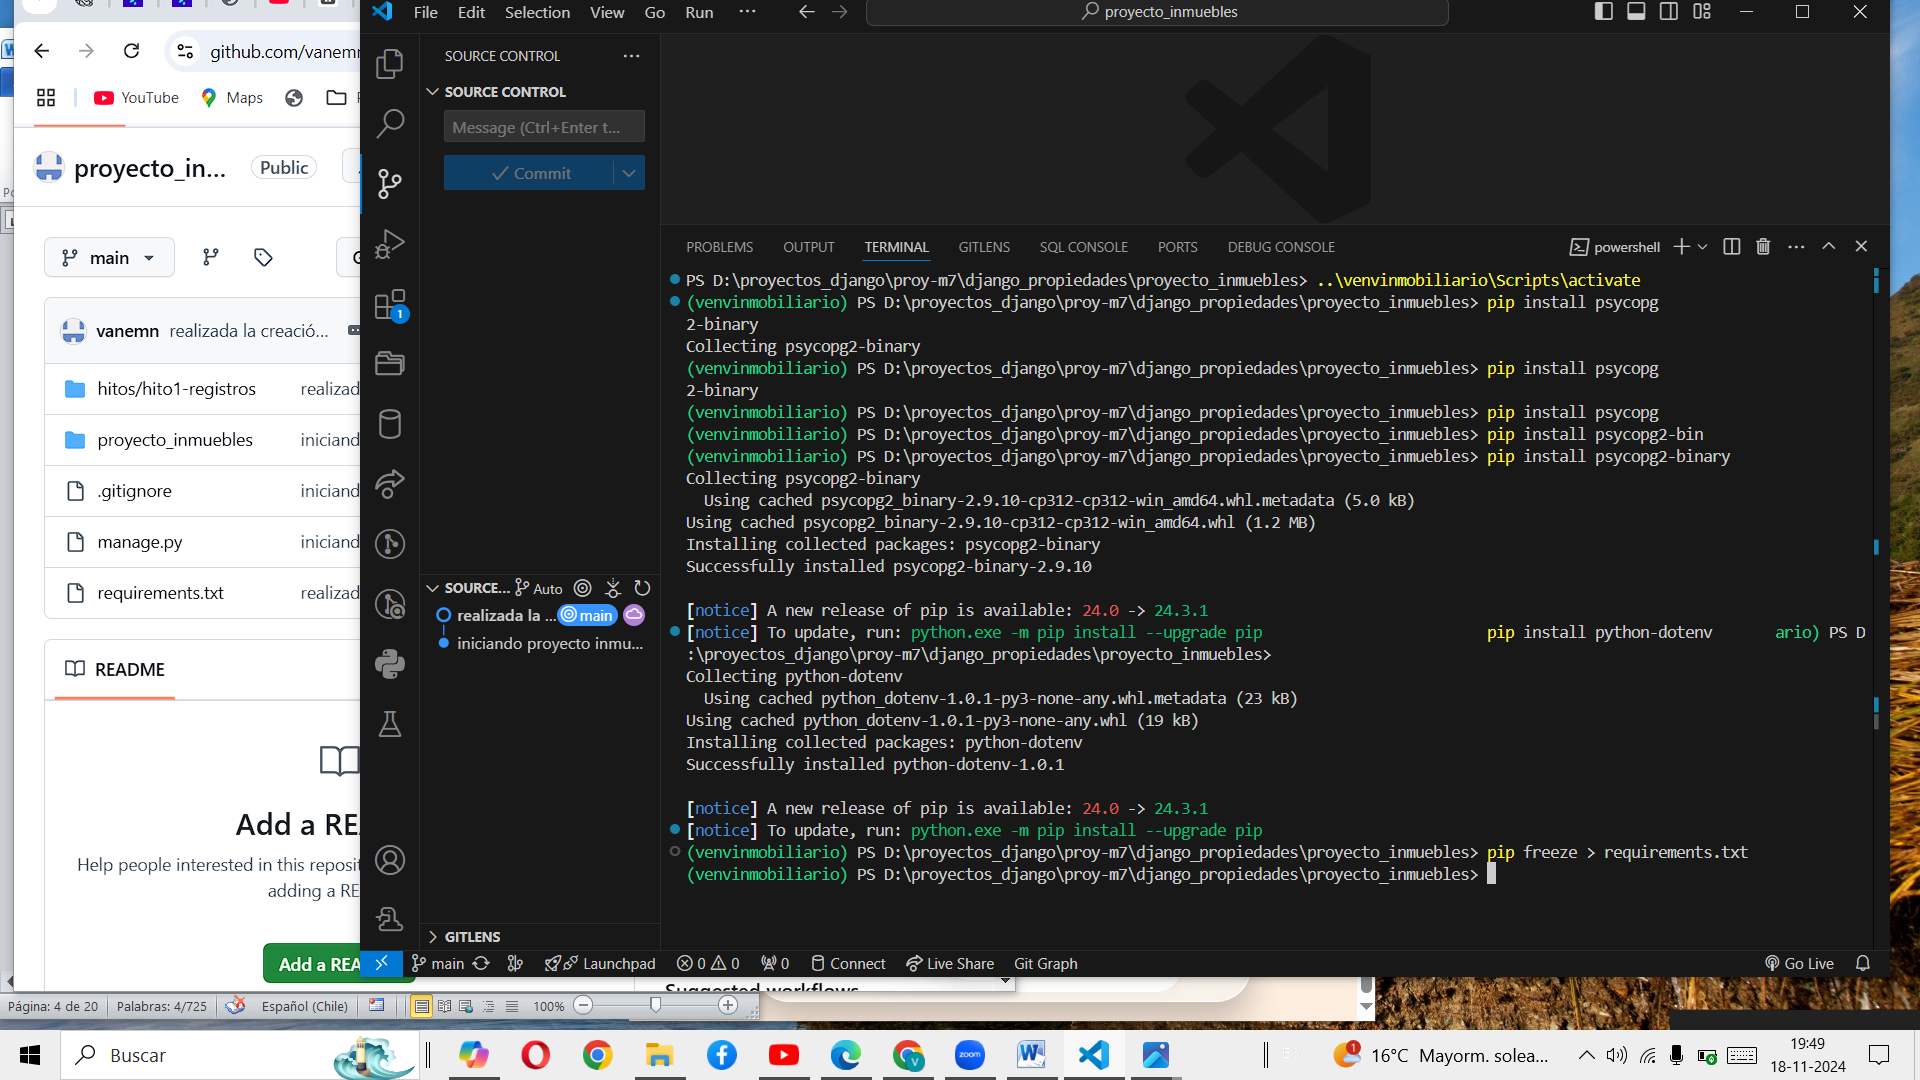 github.com/vanemn
YouTube
Maps
proyecto_in...
Public
main
vanemn realizada la creació...
hitos/hito1-registros realizad
proyecto_inmuebles iniciand
.gitignore iniciand
manage.py iniciand
requirements.txt realizad
README
Add a RE
Help people interested in this reposit
adding a RE
Add a REA
Suggested workflows
Página: 4 de 20 Palabras: 4/725 Español (Chile) 100%
File Edit Selection View Go Run ···
proyecto_inmuebles
SOURCE CONTROL
SOURCE CONTROL
Message (Ctrl+Enter t...
Commit
1
SOURCE... Auto
realizada la ... main
iniciando proyecto inmu...
GITLENS
PROBLEMS OUTPUT TERMINAL GITLENS SQL CONSOLE PORTS DEBUG CONSOLE
powershell
PS D:\proyectos_django\proy-m7\django_propiedades\proyecto_inmuebles> ..\venvinmobiliario\Scripts\activate
(venvinmobiliario) PS D:\proyectos_django\proy-m7\django_propiedades\proyecto_inmuebles> pip install psycopg
2-binary
Collecting psycopg2-binary
(venvinmobiliario) PS D:\proyectos_django\proy-m7\django_propiedades\proyecto_inmuebles> pip install psycopg
2-binary
(venvinmobiliario) PS D:\proyectos_django\proy-m7\django_propiedades\proyecto_inmuebles> pip install psycopg
(venvinmobiliario) PS D:\proyectos_django\proy-m7\django_propiedades\proyecto_inmuebles> pip install psycopg2-bin
(venvinmobiliario) PS D:\proyectos_django\proy-m7\django_propiedades\proyecto_inmuebles> pip install psycopg2-binary
Collecting psycopg2-binary
Using cached psycopg2_binary-2.9.10-cp312-cp312-win_amd64.whl.metadata (5.0 kB)
Using cached psycopg2_binary-2.9.10-cp312-cp312-win_amd64.whl (1.2 MB)
Installing collected packages: psycopg2-binary
Successfully installed psycopg2-binary-2.9.10
[notice] A new release of pip is available: 24.0 -> 24.3.1
[notice] To update, run: python.exe -m pip install --upgrade pip pip install python-dotenv ario) PS D
:\proyectos_django\proy-m7\django_propiedades\proyecto_inmuebles>
Collecting python-dotenv
Using cached python_dotenv-1.0.1-py3-none-any.whl.metadata (23 kB)
Using cached python_dotenv-1.0.1-py3-none-any.whl (19 kB)
Installing collected packages: python-dotenv
Successfully installed python-dotenv-1.0.1
[notice] A new release of pip is available: 24.0 -> 24.3.1
[notice] To update, run: python.exe -m pip install --upgrade pip
(venvinmobiliario) PS D:\proyectos_django\proy-m7\django_propiedades\proyecto_inmuebles> pip freeze > requirements.txt
(venvinmobiliario) PS D:\proyectos_django\proy-m7\django_propiedades\proyecto_inmuebles>
main Launchpad 0 0 0 Connect Live Share Git Graph Go Live
Buscar
zoom
1
16°C Mayorm. solea...
19:49
18-11-2024